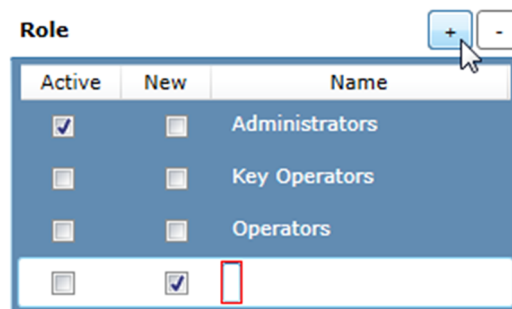 Role + -
Active New Name
Administrators
Key Operators
Operators